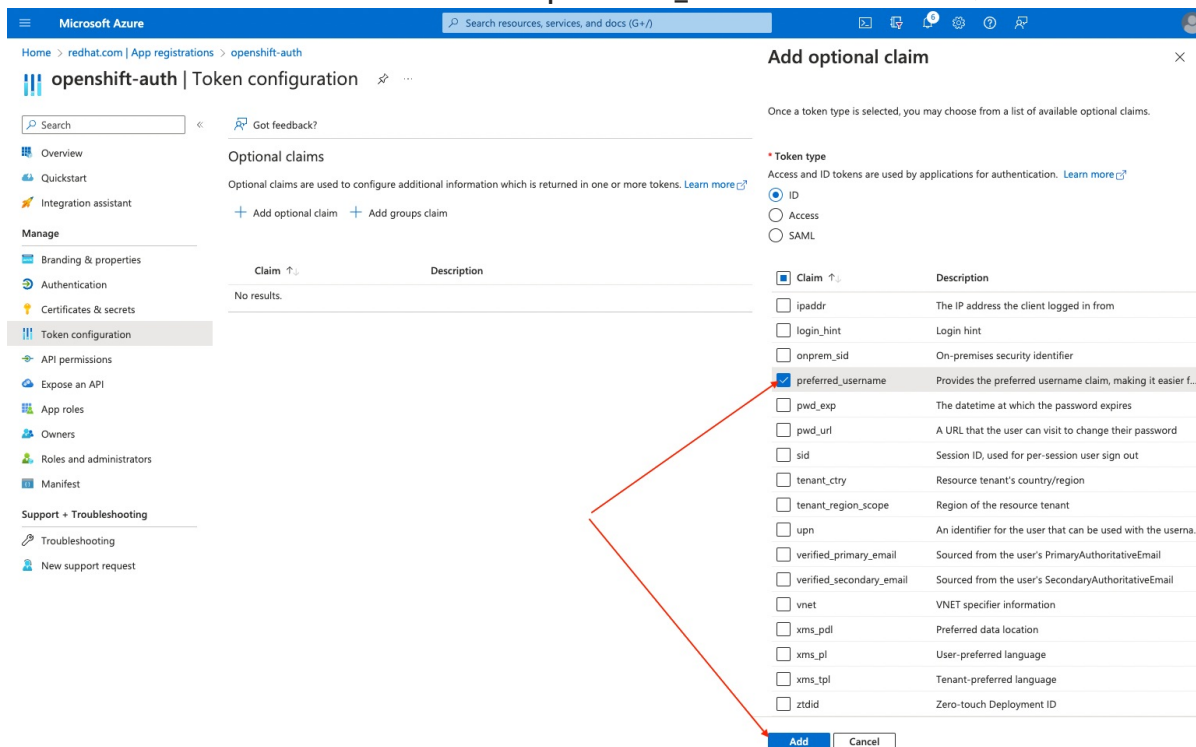 Microsoft Azure
Search resources, services, and docs (G+/)
6
Home > redhat.com | App registrations > openshift-auth
openshift-auth | Token configuration
Search
Overview
Quickstart
Integration assistant
Manage
Branding & properties
Authentication
Certificates & secrets
Token configuration
API permissions
Expose an API
App roles
Owners
Roles and administrators
Manifest
Support + Troubleshooting
Troubleshooting
New support request
Got feedback?
Optional claims
Optional claims are used to configure additional information which is returned in one or more tokens. Learn more
Add optional claim Add groups claim
Claim Description
No results.
Add optional claim
Once a token type is selected, you may choose from a list of available optional claims.
* Token type
Access and ID tokens are used by applications for authentication. Learn more
ID
Access
SAML
Claim Description
ipaddr The IP address the client logged in from
login_hint Login hint
onprem_sid On-premises security identifier
preferred_username Provides the preferred username claim, making it easier f...
pwd_exp The datetime at which the password expires
pwd_url A URL that the user can visit to change their password
sid Session ID, used for per-session user sign out
tenant_ctry Resource tenant's country/region
tenant_region_scope Region of the resource tenant
upn An identifier for the user that can be used with the userna.
verified_primary_email Sourced from the user's PrimaryAuthoritativeEmail
verified_secondary_email Sourced from the user's SecondaryAuthoritativeEmail
vnet VNET specifier information
xms_pdl Preferred data location
xms_pl User-preferred language
xms_tpl Tenant-preferred language
ztdid Zero-touch Deployment ID
Add Cancel